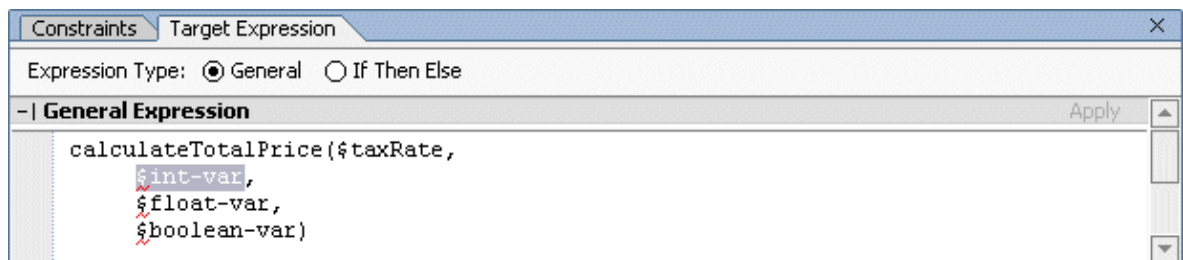 Constraints Target Expression
Expression Type: General If Then Else
General Expression Apply
calculateTotalPrice($taxRate,
$int-var,
$float-var,
$boolean-var)